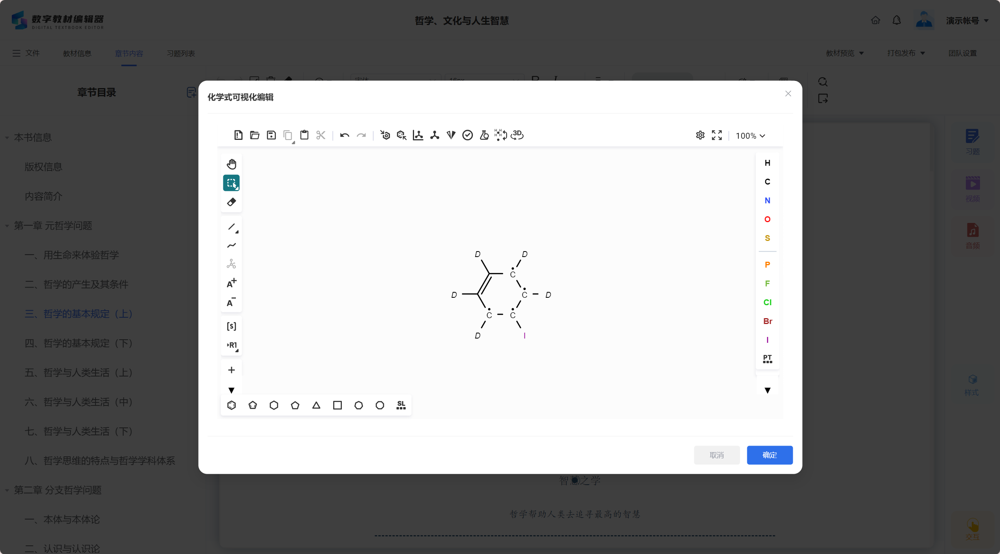 数字教材编辑器
DIGITAL TEXTBOOK EDITOR
哲学、文化与人生智慧
演示帐号
文件
教材信息
章节内容
习题列表
教材预览
打包发布
团队设置
章节目录
本书信息
版权信息
内容简介
第一章 元哲学问题
一、用生命来体验哲学
二、哲学的产生及其条件
三、哲学的基本规定（上）
四、哲学的基本规定（下）
五、哲学与人类生活（上）
六、哲学与人类生活（中）
七、哲学与人类生活（下）
八、哲学思维的特点与哲学学科体系
第二章 分支哲学问题
一、本体与本体论
二、认识与认识论
化学式可视化编辑
3D
100%
A+
A−
[S]
R1
SL
D D
C
D C D
C C
D I
H
C
N
O
S
P
F
Cl
Br
I
PT
取消
确定
智慧之学
哲学帮助人类去追寻最高的智慧
习题
视频
音频
样式
交互